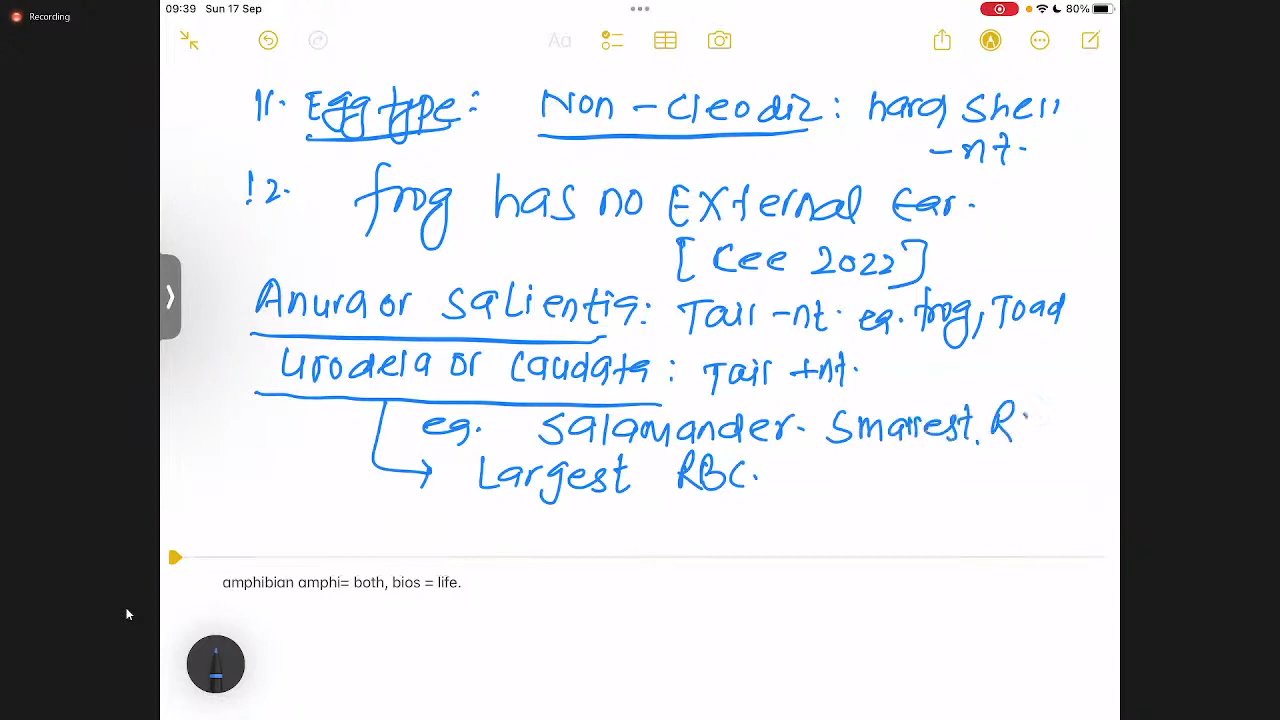 Recording
09:39 Sun 17 Sep
80%
Aa
11. Egg type: Non-cleodiz: hard shell
-nt.
12. frog has no External Ear.
[Cee 2022]
Anura or Salientia: Tail -nt. eg. frog, Toad
Urodela or Caudata: Tail +nt.
eg. Salamander. Smallest. R
Largest RBC.
amphibian amphi= both, bios = life.